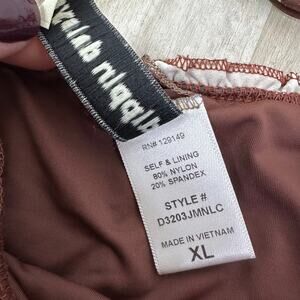 RN# 129149
SELF & LINING
80% NYLON
20% SPANDEX
STYLE #
D3203JMNLC
MADE IN VIETNAM
XL